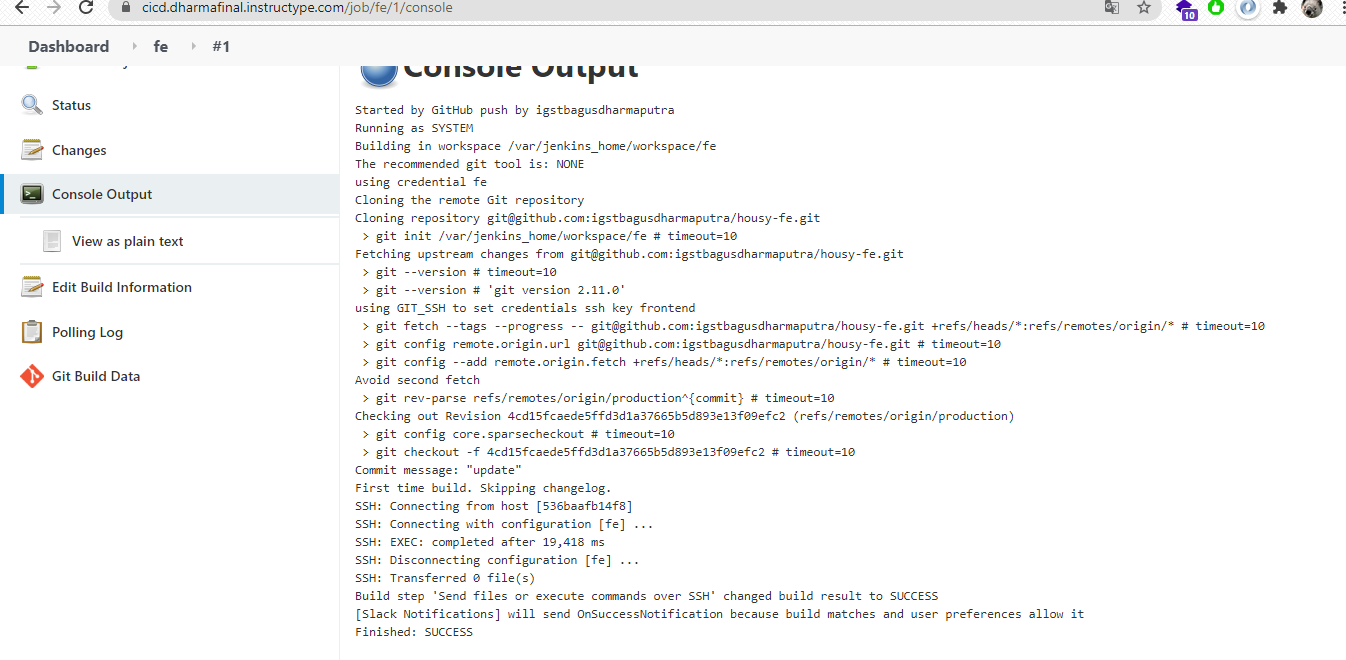 cicd.dharmafinal.instructype.com/job/fe/1/console
10
Dashboard fe #1
Status
Changes
Console Output
View as plain text
Edit Build Information
Polling Log
Git Build Data
Console Output
Started by GitHub push by igstbagusdharmaputra
Running as SYSTEM
Building in workspace /var/jenkins_home/workspace/fe
The recommended git tool is: NONE
using credential fe
Cloning the remote Git repository
Cloning repository git@github.com:igstbagusdharmaputra/housy-fe.git
> git init /var/jenkins_home/workspace/fe # timeout=10
Fetching upstream changes from git@github.com:igstbagusdharmaputra/housy-fe.git
> git --version # timeout=10
> git --version # 'git version 2.11.0'
using GIT_SSH to set credentials ssh key frontend
> git fetch --tags --progress -- git@github.com:igstbagusdharmaputra/housy-fe.git +refs/heads/*:refs/remotes/origin/* # timeout=10
> git config remote.origin.url git@github.com:igstbagusdharmaputra/housy-fe.git # timeout=10
> git config --add remote.origin.fetch +refs/heads/*:refs/remotes/origin/* # timeout=10
Avoid second fetch
> git rev-parse refs/remotes/origin/production^{commit} # timeout=10
Checking out Revision 4cd15fcaede5ffd3d1a37665b5d893e13f09efc2 (refs/remotes/origin/production)
> git config core.sparsecheckout # timeout=10
> git checkout -f 4cd15fcaede5ffd3d1a37665b5d893e13f09efc2 # timeout=10
Commit message: "update"
First time build. Skipping changelog.
SSH: Connecting from host [536baafb14f8]
SSH: Connecting with configuration [fe] ...
SSH: EXEC: completed after 19,418 ms
SSH: Disconnecting configuration [fe] ...
SSH: Transferred 0 file(s)
Build step 'Send files or execute commands over SSH' changed build result to SUCCESS
[Slack Notifications] will send OnSuccessNotification because build matches and user preferences allow it
Finished: SUCCESS